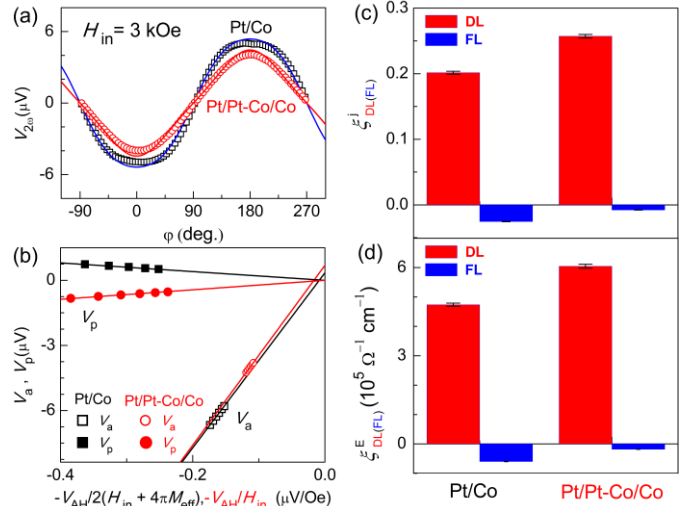 (a)
H_in = 3 kOe
Pt/Co
Pt/Pt-Co/Co
V_2ω(μV)
6
0
-6
-90 0 90 180 270
φ (deg.)
(b)
V_a, V_p(μV)
0
-3
-6
V_p
V_a
Pt/Co Pt/Pt-Co/Co
V_a V_a
V_p V_p
-0.4 -0.2 0.0
-V_AH/2(H_in + 4πM_eff),-V_AH/H_in (μV/Oe)
(c)
DL
FL
ξ^j_DL(FL)
0.3
0.2
0.1
0.0
(d)
DL
FL
ξ^E_DL(FL) (10^5 Ω^-1 cm^-1)
6
3
0
Pt/Co Pt/Pt-Co/Co